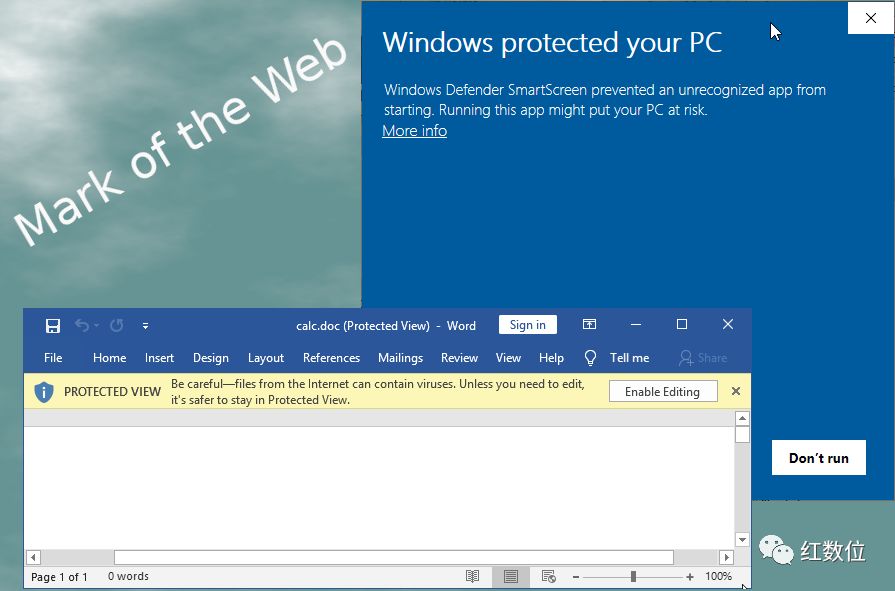 Mark of the Web
Windows protected your PC
Windows Defender SmartScreen prevented an unrecognized app from
starting. Running this app might put your PC at risk.
More info
Don't run
calc.doc (Protected View) - Word
Sign in
File Home Insert Design Layout References Mailings Review View Help Tell me Share
PROTECTED VIEW
Be careful—files from the Internet can contain viruses. Unless you need to edit,
it's safer to stay in Protected View.
Enable Editing
Page 1 of 1 0 words
100%
红数位